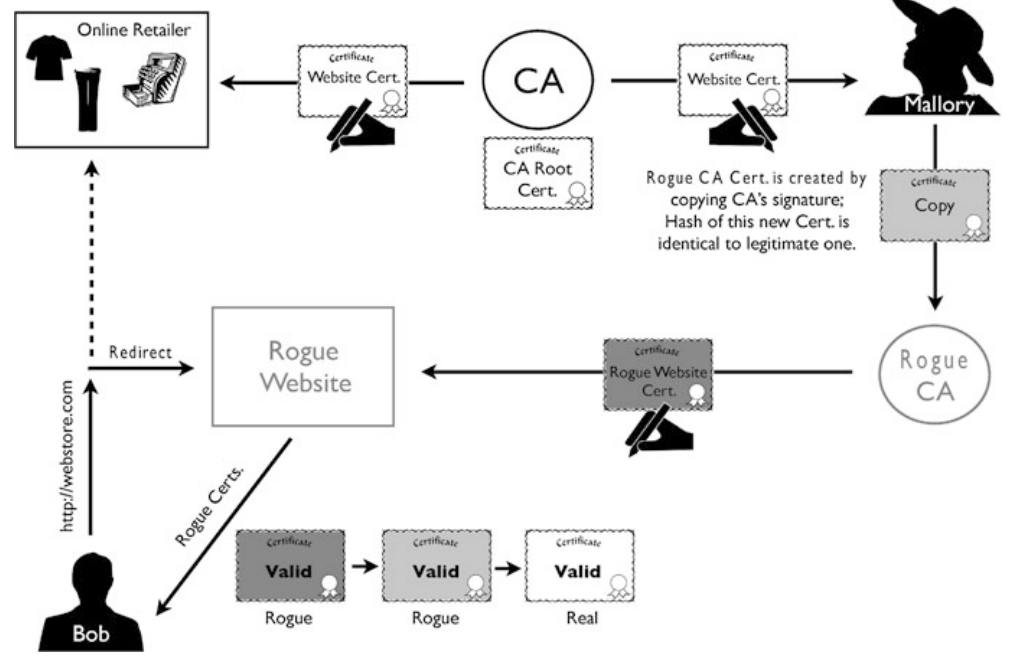 Online Retailer
Certificate
Website Cert.
CA
Certificate
CA Root
Cert.
Certificate
Website Cert.
Mallory
Rogue CA Cert. is created by
copying CA's signature;
Hash of this new Cert. is
identical to legitimate one.
Certificate
Copy
Rogue
CA
Certificate
Rogue Website
Cert.
Rogue
Website
Redirect
http://webstore.com
Rogue Certs.
Bob
Certificate
Valid
Rogue
Certificate
Valid
Rogue
Certificate
Valid
Real